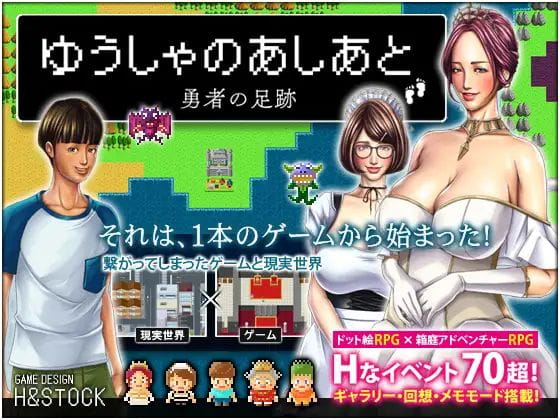 ゆうしゃのあしあと
勇者の足跡
それは、1本のゲームから始まった!
繋がってしまったゲームと現実世界
現実世界
×
ゲーム
ドット絵RPG×箱庭アドベンチャーRPG
Hなイベント70超!
ギャラリー・回想・メモモード搭載!
GAME DESIGN
H&STOCK